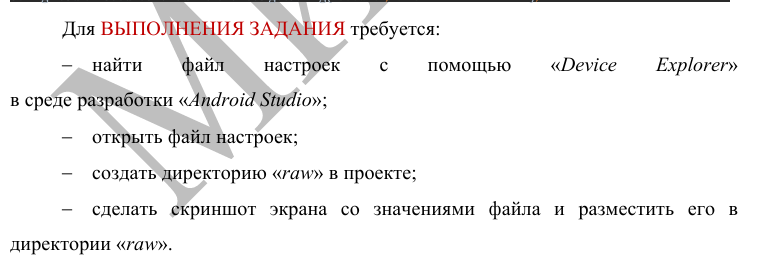 Для ВЫПОЛНЕНИЯ ЗАДАНИЯ требуется:
– найти файл настроек с помощью «Device Explorer»
в среде разработки «Android Studio»;
– открыть файл настроек;
– создать директорию «raw» в проекте;
– сделать скриншот экрана со значениями файла и разместить его в
директории «raw».